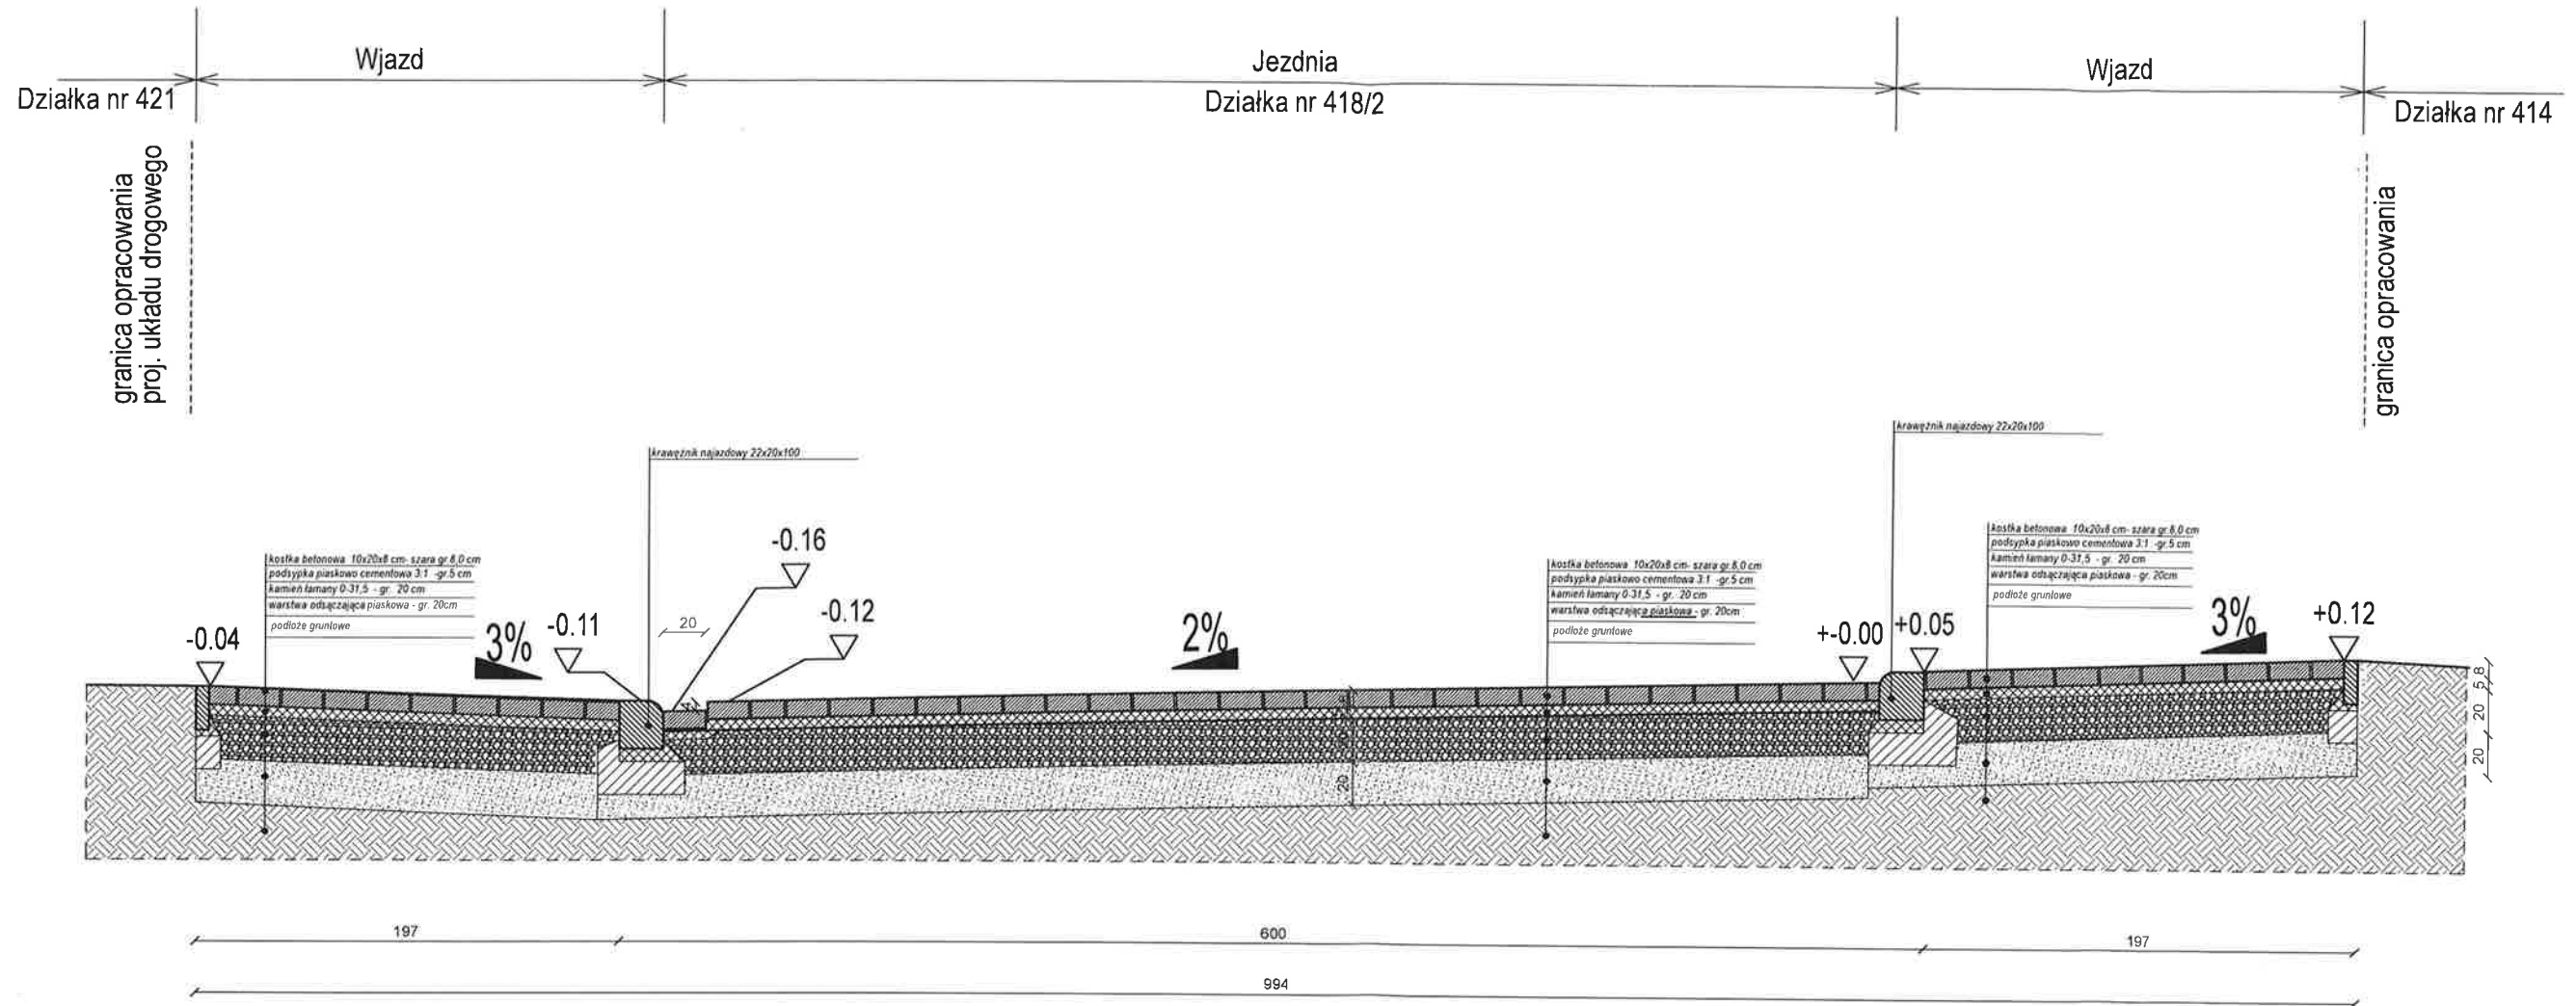 Wjazd
Jezdnia
Wjazd
Działka nr 421
Działka nr 418/2
Działka nr 414
granica opracowania
proj. układu drogowego
granica opracowania
krawężnik najazdowy 22x20x100
krawężnik najazdowy 22x20x100
kostka betonowa 10x20x8 cm- szara gr.8,0 cm
podsypka piaskowo cementowa 3:1 -gr.5 cm
kamień łamany 0-31,5 - gr. 20 cm
warstwa odsączająca piaskowa - gr. 20cm
podłoże gruntowe
kostka betonowa 10x20x8 cm- szara gr.8,0 cm
podsypka piaskowo cementowa 3:1 -gr.5 cm
kamień łamany 0-31,5 - gr. 20 cm
warstwa odsączająca piaskowa - gr. 20cm
podłoże gruntowe
kostka betonowa 10x20x8 cm- szara gr.8,0 cm
podsypka piaskowo cementowa 3:1 -gr.5 cm
kamień łamany 0-31,5 - gr. 20 cm
warstwa odsączająca piaskowa - gr. 20cm
podłoże gruntowe
-0.04
3%
-0.11
20
-0.16
-0.12
4
2%
+-0.00
+0.05
3%
+0.12
20
8
5
20
20
197
600
197
994